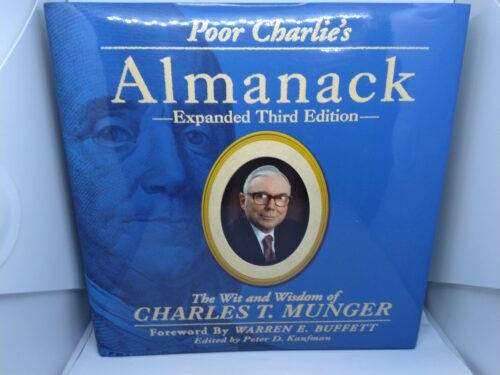 Poor Charlie's
Almanack
—Expanded Third Edition—
The Wit and Wisdom of
CHARLES T. MUNGER
Foreword By WARREN E. BUFFETT
Edited by Peter D. Kaufman